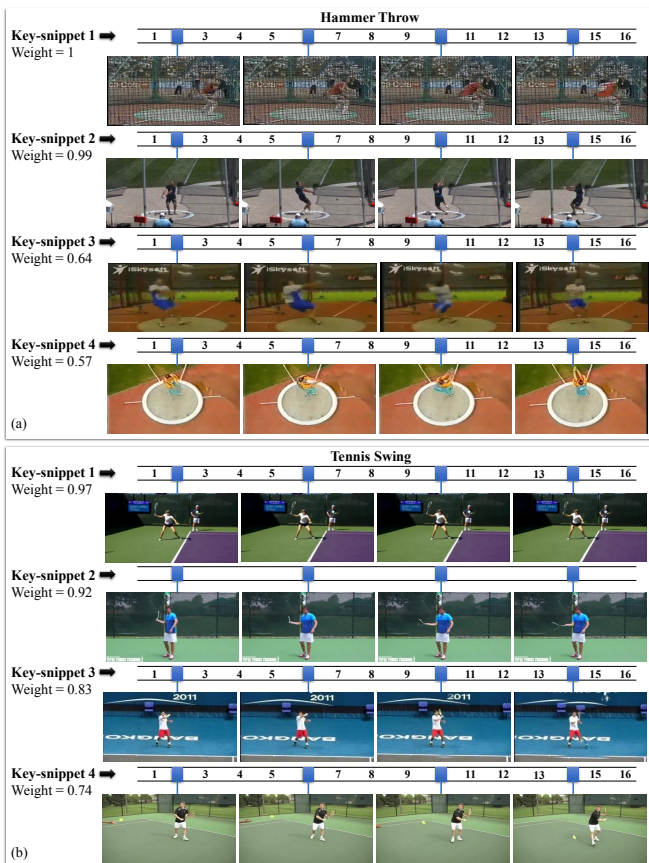 Hammer Throw
Key-snippet 1
1 3 4 5 7 8 9 11 12 15 16
Weight = 1
Key-snippet 2
1 3 4 5 7 8 9 11 12 13 15 16
Weight = 0.99
Key-snippet 3
1 3 4 5 7 8 9 11 12 13 15 16
Weight = 0.64
iSkysoft iSkysoft
Key-snippet 4
1 3 4 5 7 8 9 11 12 13 15 16
Weight = 0.57
(a)
Tennis Swing
Key-snippet 1
1 3 4 5 7 8 9 11 12 13 15 16
Weight = 0.97
Key-snippet 2
Weight = 0.92
TOTAL TENNIS TRAINING
Key-snippet 3
1 3 4 5 7 8 9 11 12 13 15 16
Weight = 0.83
2011 2011 2011 2011
BANGKO
Key-snippet 4
1 3 4 5 7 8 9 11 12 13 15 16
Weight = 0.74
(b)